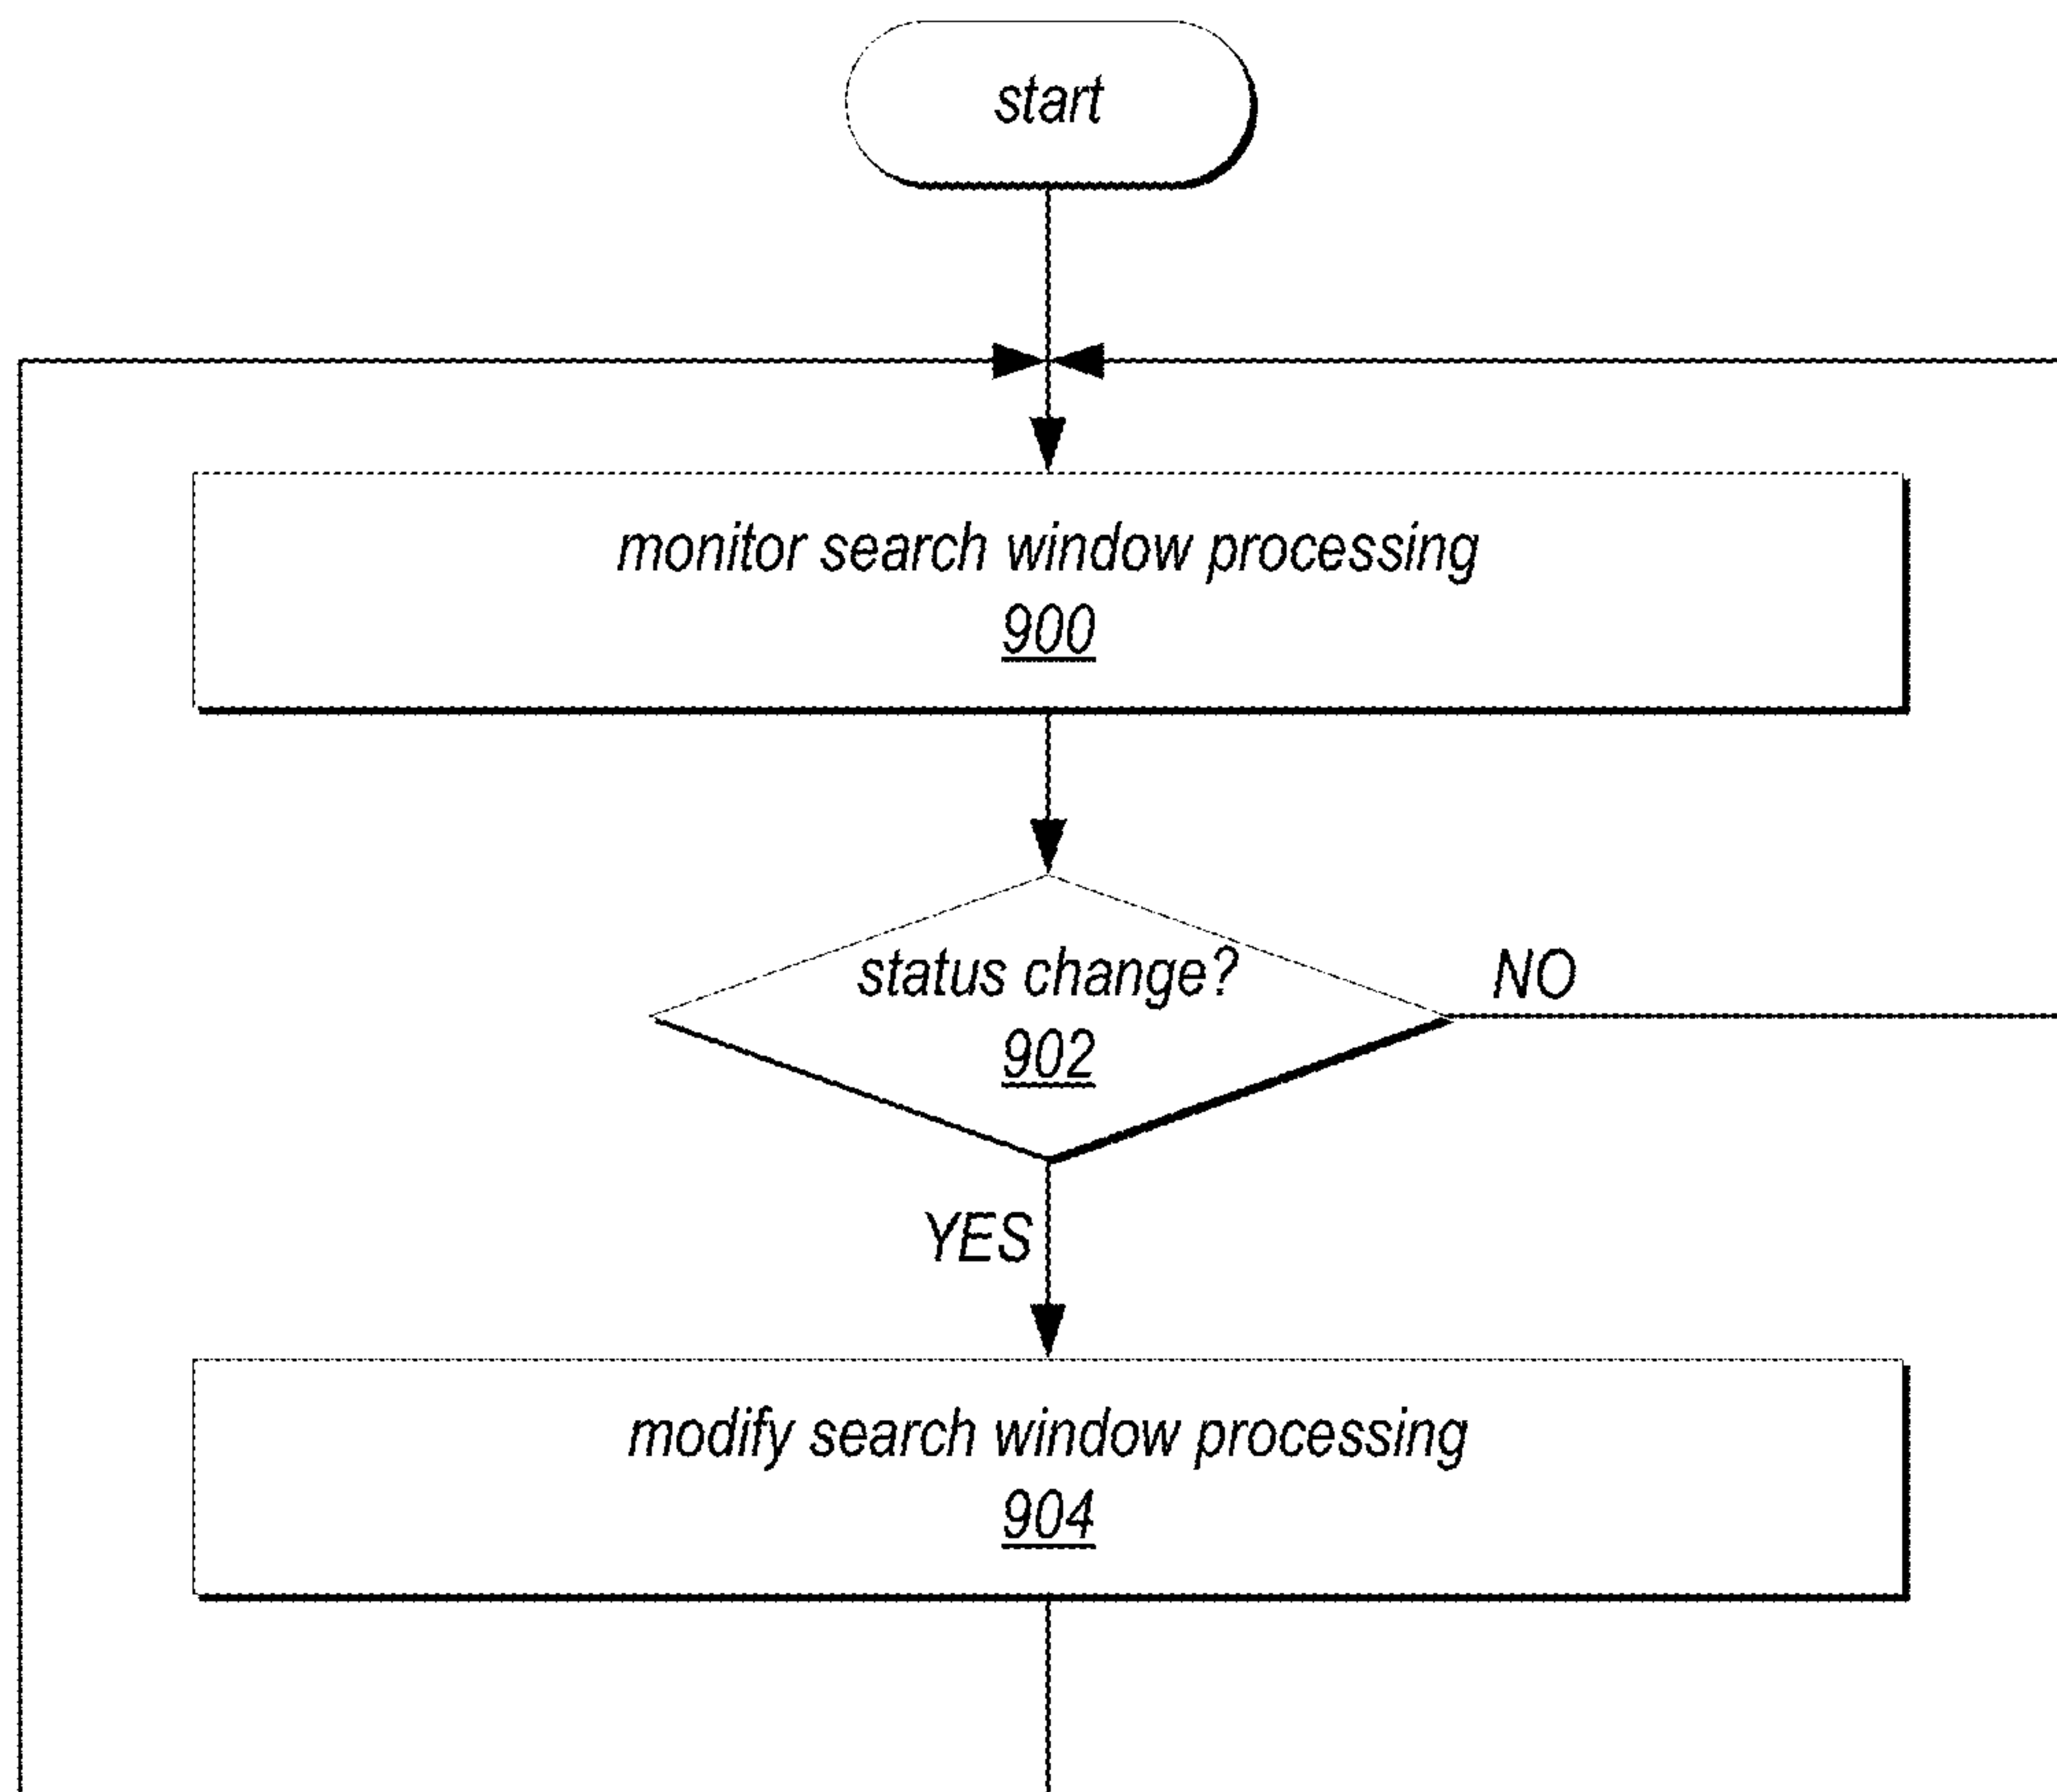 start
monitor search window processing
900
status change?
902
NO
YES
modify search window processing
904